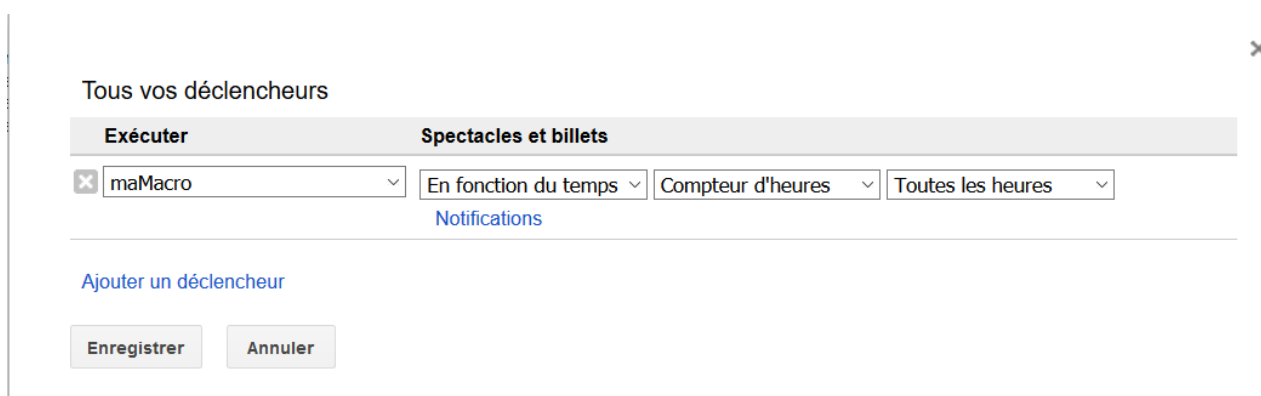 Tous vos déclencheurs
Exécuter Spectacles et billets
maMacro En fonction du temps Compteur d'heures Toutes les heures
Notifications
Ajouter un déclencheur
Enregistrer Annuler